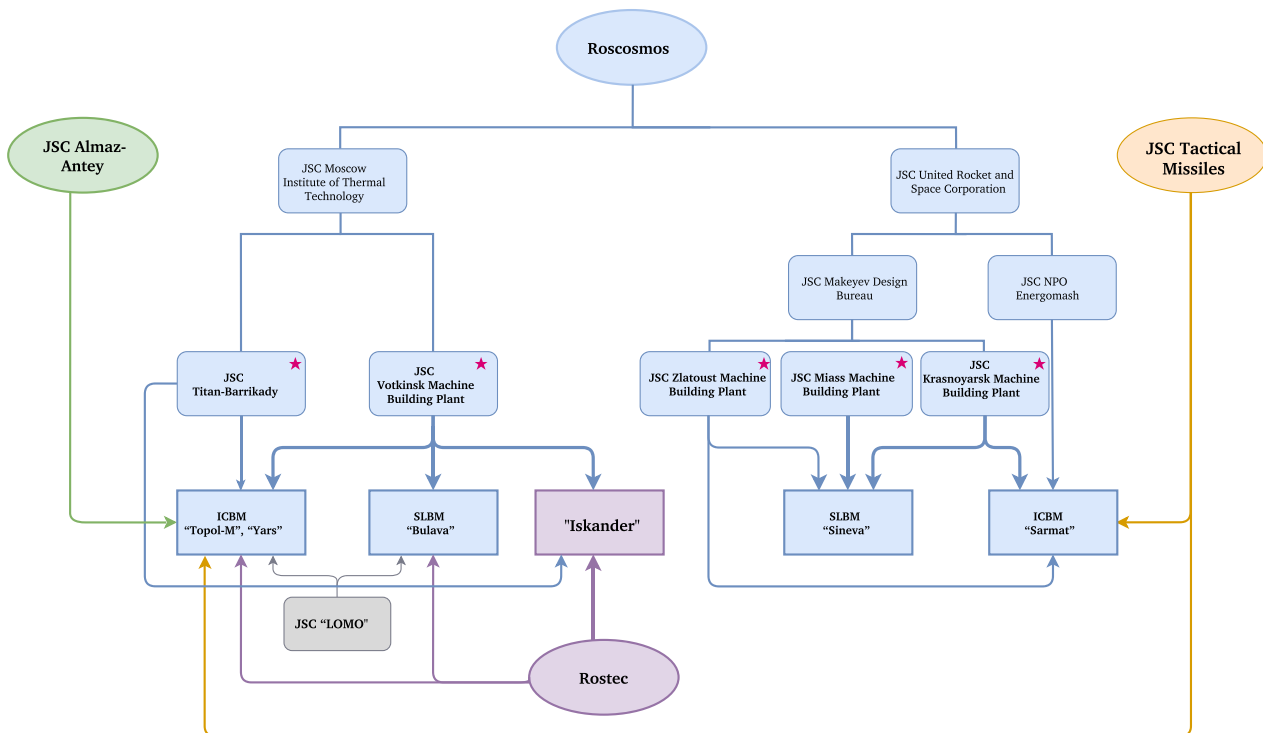 Roscosmos
JSC Almaz-
Antey
JSC Tactical
Missiles
JSC Moscow
Institute of Thermal
Technology
JSC United Rocket and
Space Corporation
JSC Makeyev Design
Bureau
JSC NPO
Energomash
JSC
Titan-Barrikady
JSC
Votkinsk Machine
Building Plant
JSC Zlatoust Machine
Building Plant
JSC Miass Machine
Building Plant
JSC
Krasnoyarsk Machine
Building Plant
ICBM
“Topol-M”, “Yars”
SLBM
“Bulava”
"Iskander"
SLBM
“Sineva”
ICBM
“Sarmat”
JSC “LOMO"
Rostec